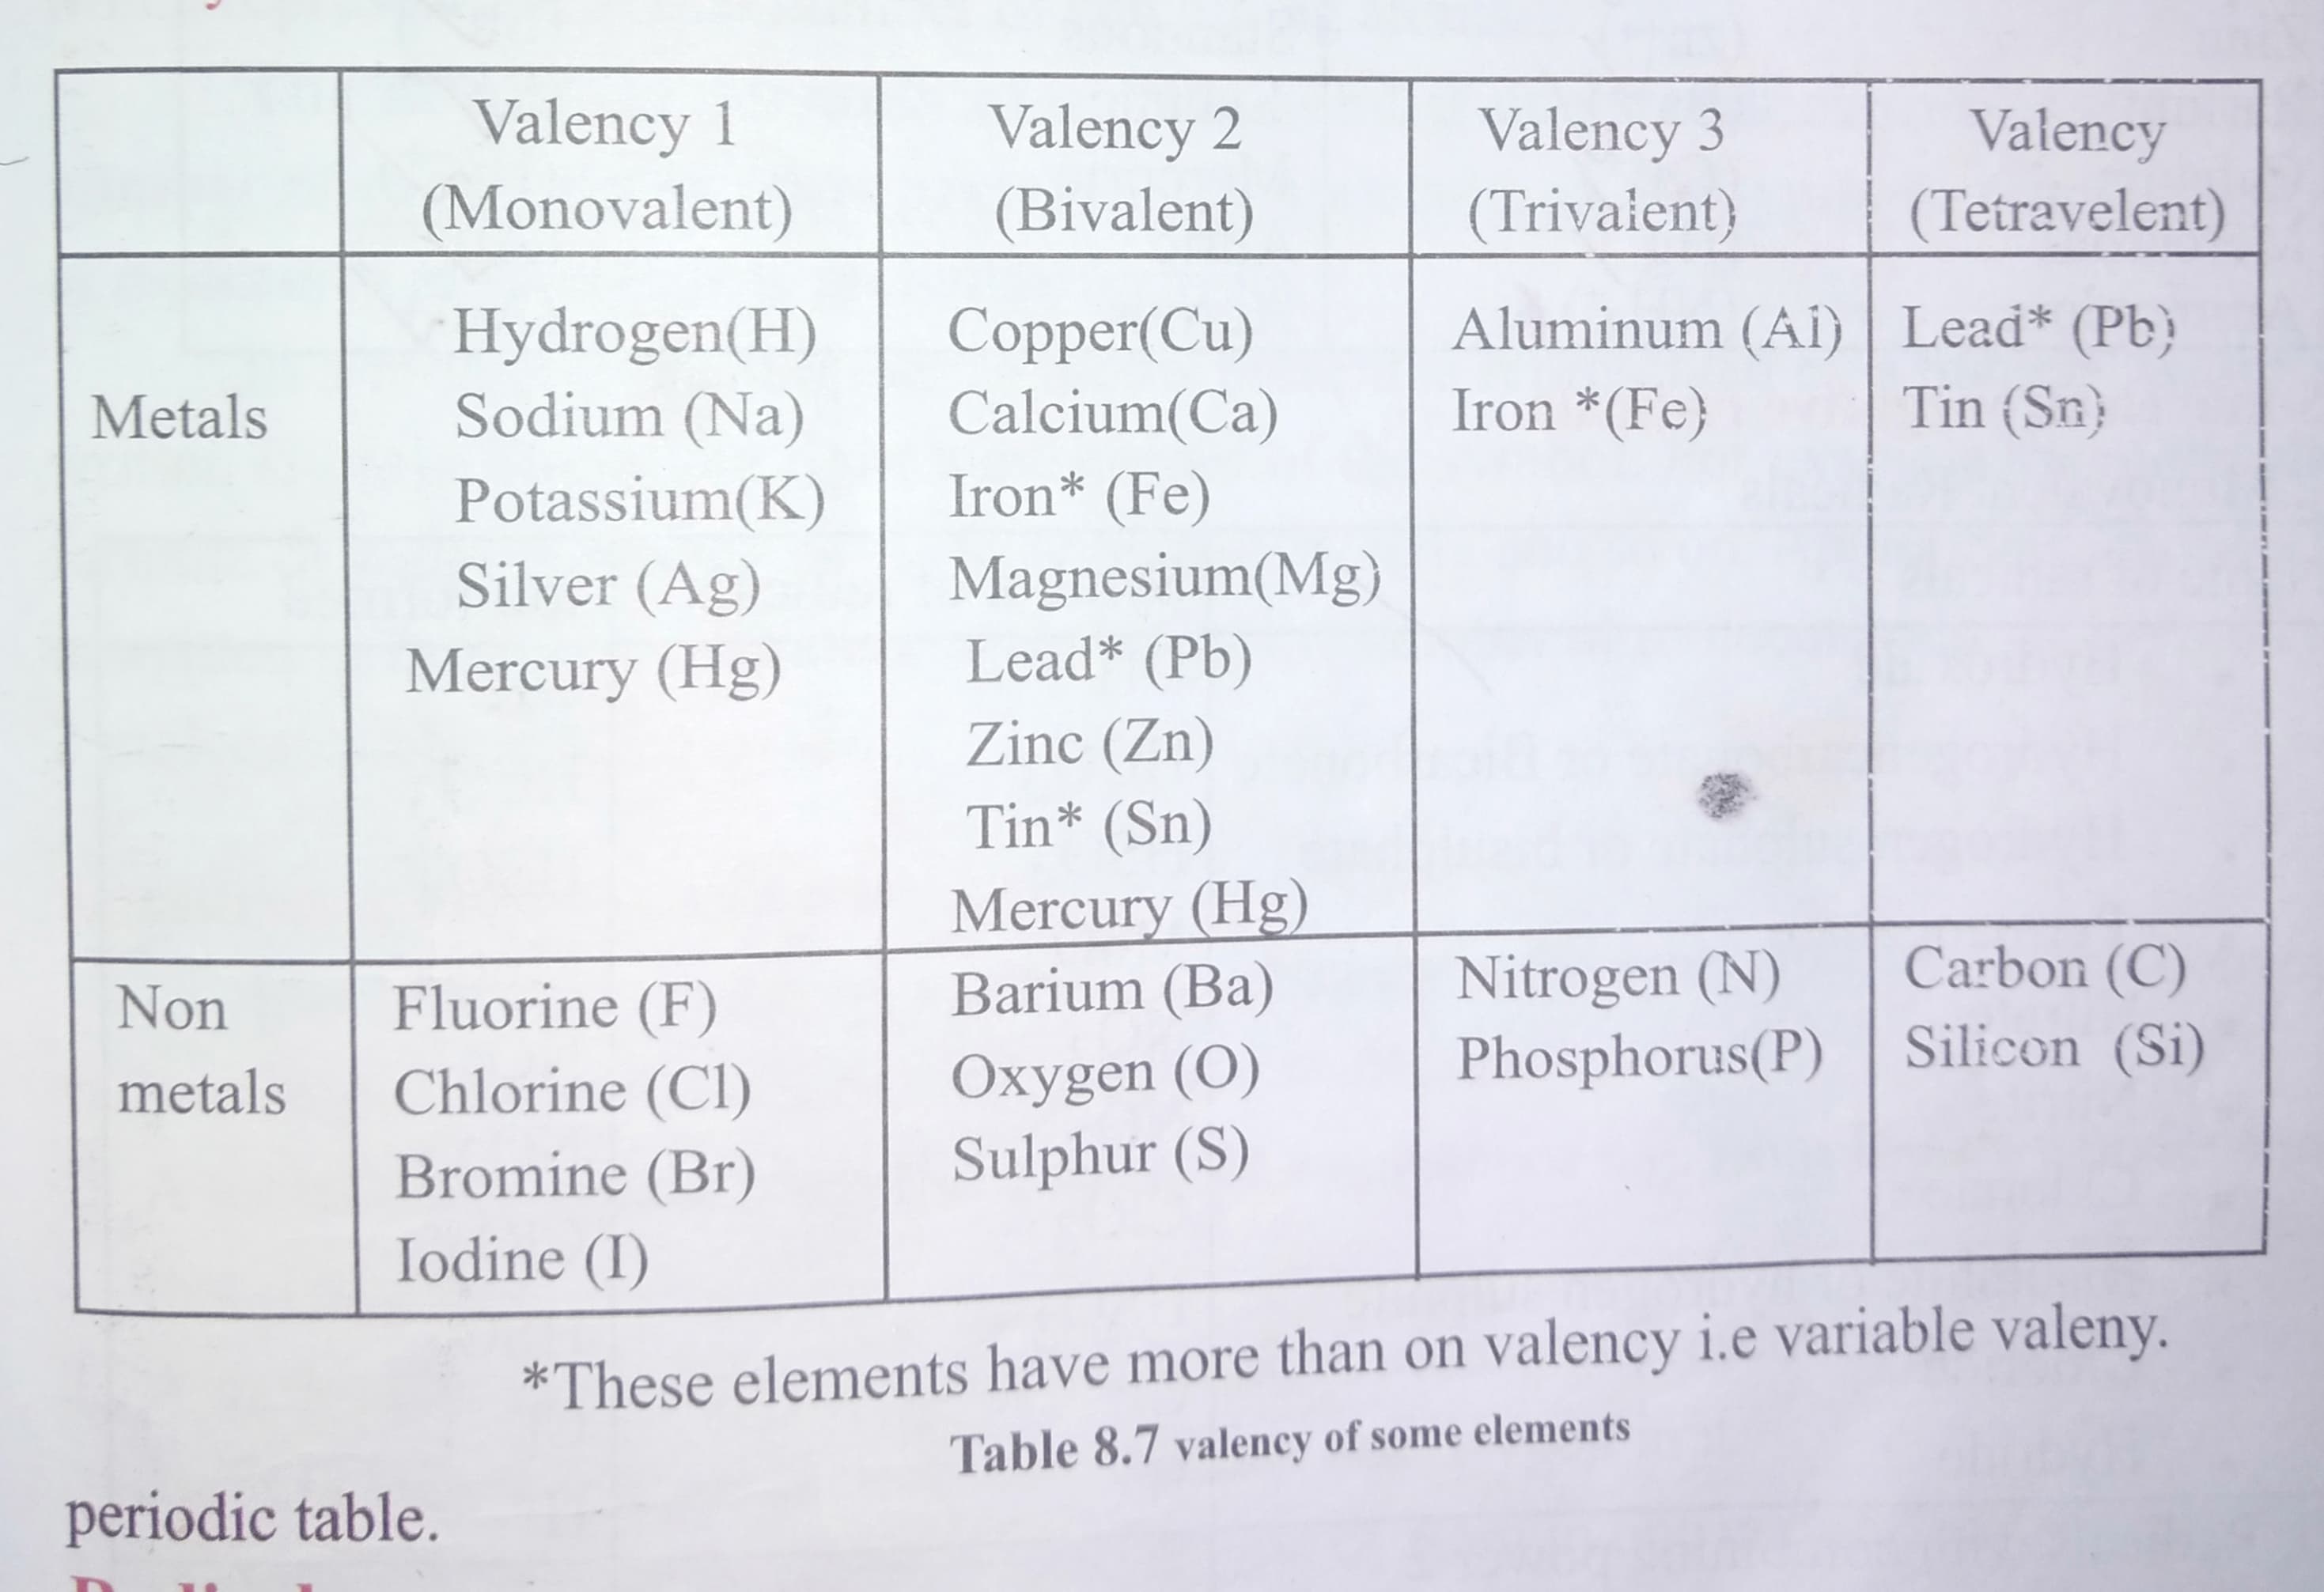 Valency 1
(Monovalent)
Valency 2
(Bivalent)
Valency 3
(Trivalent)
Valency
(Tetravelent)
Metals
Hydrogen(H)
Sodium (Na)
Potassium(K)
Silver (Ag)
Mercury (Hg)
Copper(Cu)
Calcium(Ca)
Iron* (Fe)
Magnesium(Mg)
Lead* (Pb)
Zinc (Zn)
Tin* (Sn)
Mercury (Hg)
Aluminum (Al)
Iron *(Fe)
Lead* (Pb)
Tin (Sn)
Non
metals
Fluorine (F)
Chlorine (Cl)
Bromine (Br)
Iodine (I)
Barium (Ba)
Oxygen (O)
Sulphur (S)
Nitrogen (N)
Phosphorus(P)
Carbon (C)
Silicon (Si)
*These elements have more than on valency i.e variable valeny.
Table 8.7 valency of some elements
periodic table.